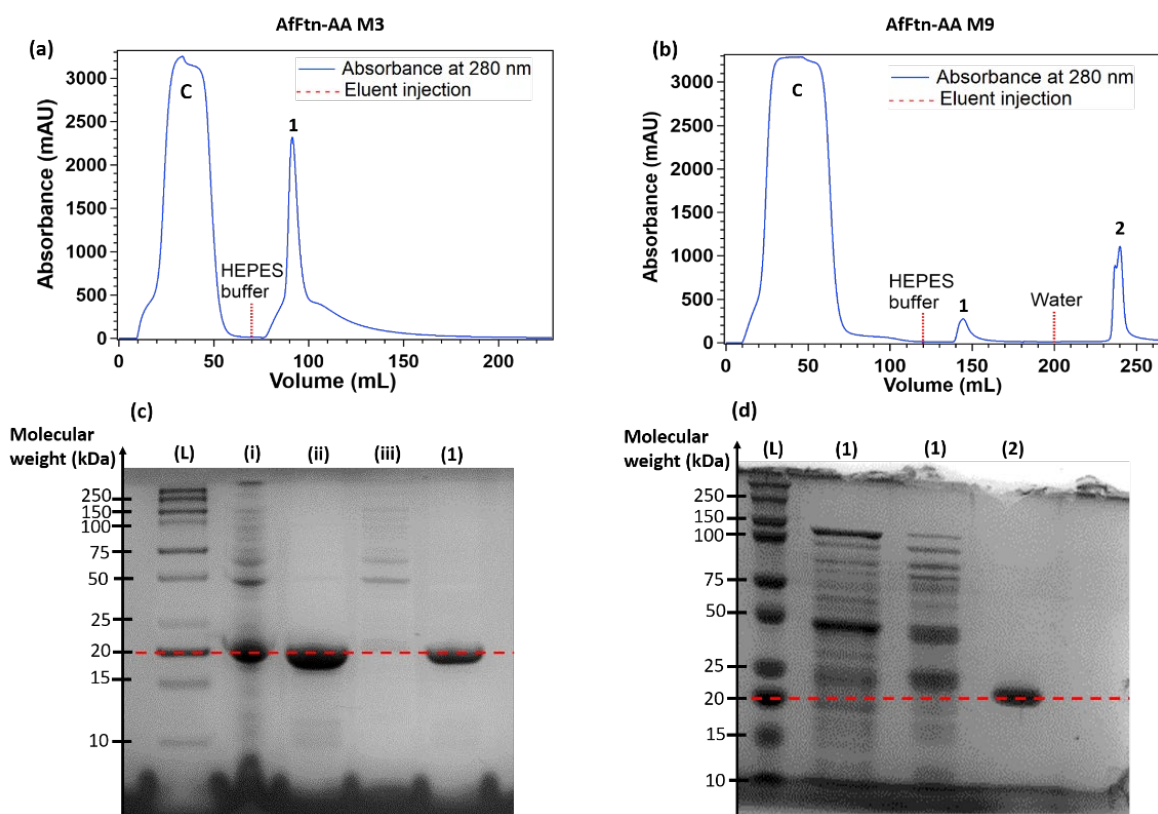 AfFtn-AA M3
(a)
Absorbance at 280 nm
Eluent injection
C
1
HEPES
buffer
Absorbance (mAU)
3000
2500
2000
1500
1000
500
0
0 50 100 150 200
Volume (mL)
AfFtn-AA M9
(b)
Absorbance at 280 nm
Eluent injection
C
HEPES
buffer
1
Water
2
Absorbance (mAU)
3000
2500
2000
1500
1000
500
0
0 50 100 150 200 250
Volume (mL)
(c)
Molecular
weight (kDa)
(L) (i) (ii) (iii) (1)
250
150
100
75
50
25
20
15
10
(d)
Molecular
weight (kDa)
(L) (1) (1) (2)
250
150
100
75
50
25
20
15
10